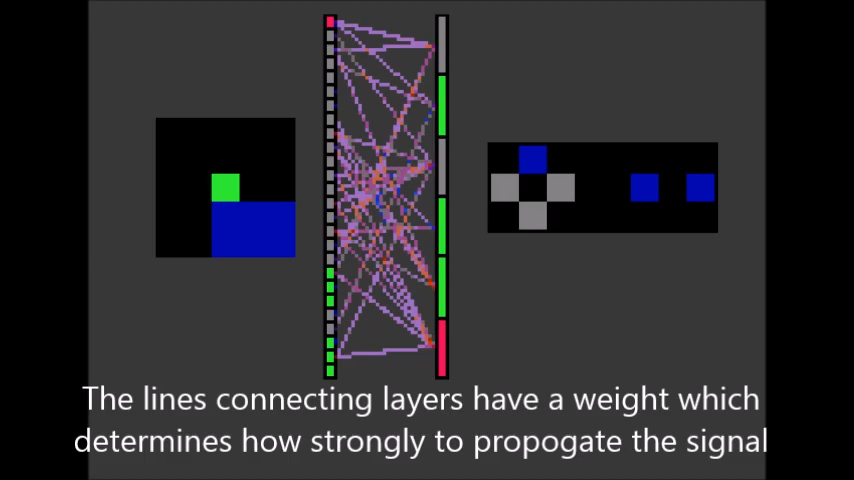 The lines connecting layers have a weight which
determines how strongly to propogate the signal